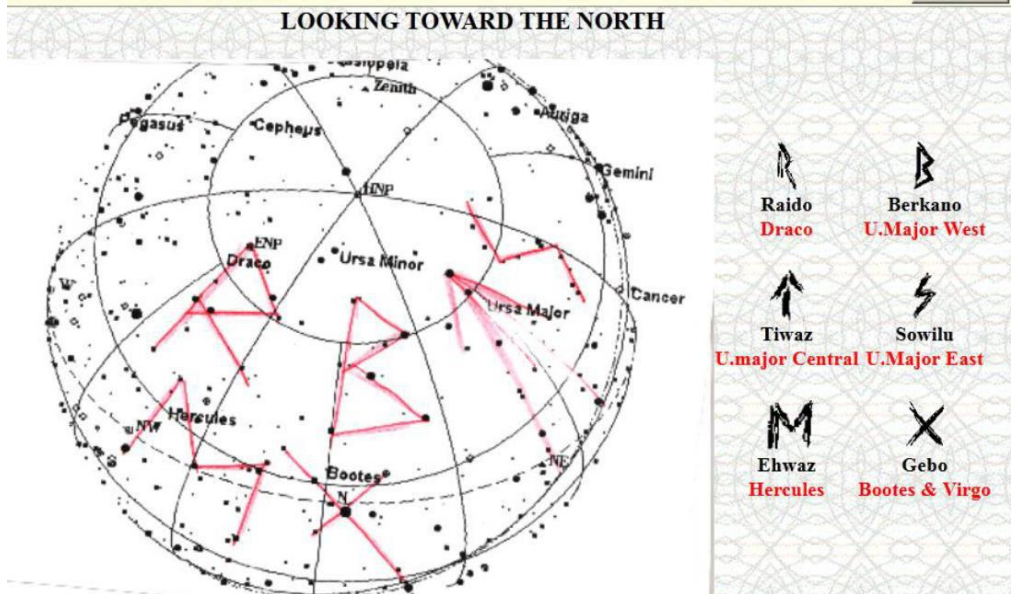 LOOKING TOWARD THE NORTH
Zenith
Pegasus
Cepheus
Auriga
Gemini
HNP
ENP
Draco
Ursa Minor
W
Cancer
Ursa Major
Hercules
NW
Bootes
NE
N
Raido
Draco
Berkano
U.Major West
Tiwaz
U.major Central
Sowilu
U.Major East
Ehwaz
Hercules
Gebo
Bootes & Virgo